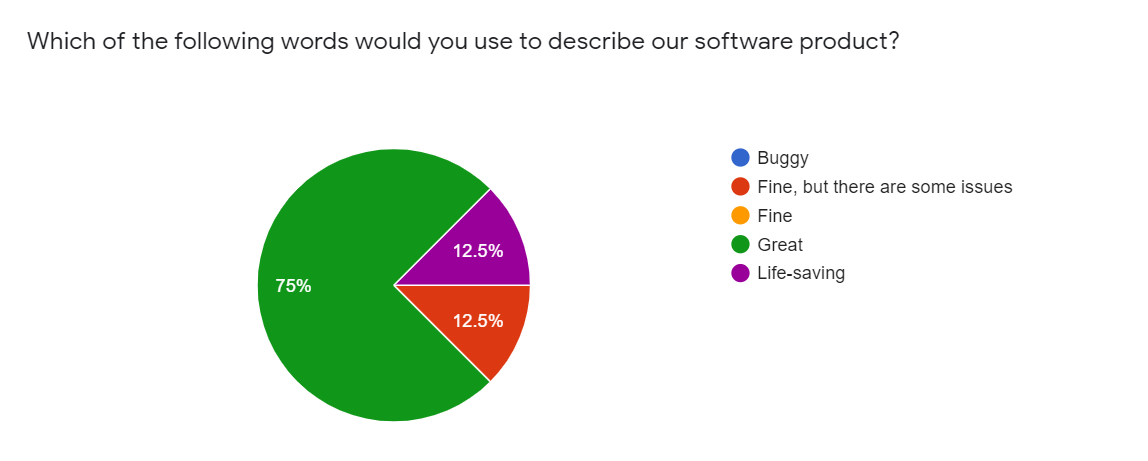 Which of the following words would you use to describe our software product?
75%
12.5%
12.5%
Buggy
Fine, but there are some issues
Fine
Great
Life-saving